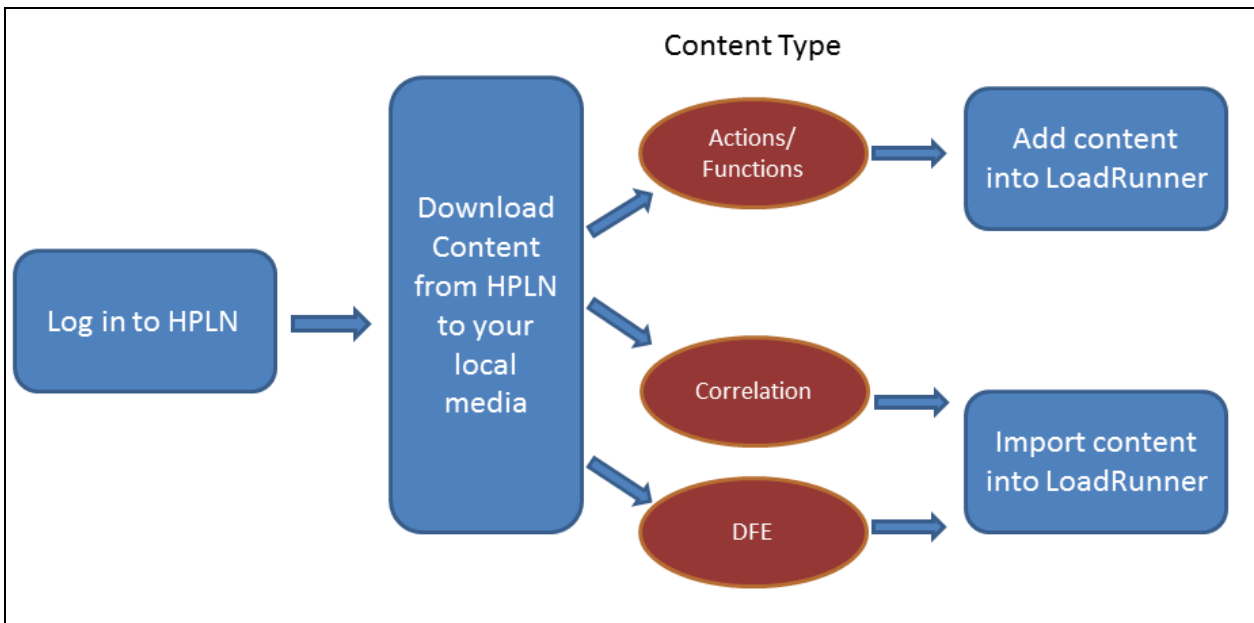 Content Type
Log in to HPLN
Download
Content
from HPLN
to your
local
media
Actions/
Functions
Add content
into LoadRunner
Correlation
DFE
Import content
into LoadRunner